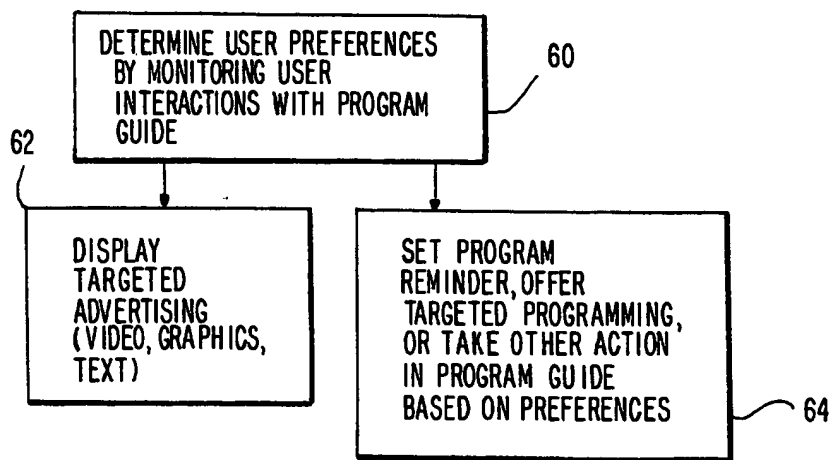 DETERMINE USER PREFERENCES
BY MONITORING USER
INTERACTIONS WITH PROGRAM
GUIDE
60
62
DISPLAY
TARGETED
ADVERTISING
(VIDEO, GRAPHICS,
TEXT)
SET PROGRAM
REMINDER, OFFER
TARGETED PROGRAMMING,
OR TAKE OTHER ACTION
IN PROGRAM GUIDE
BASED ON PREFERENCES
64